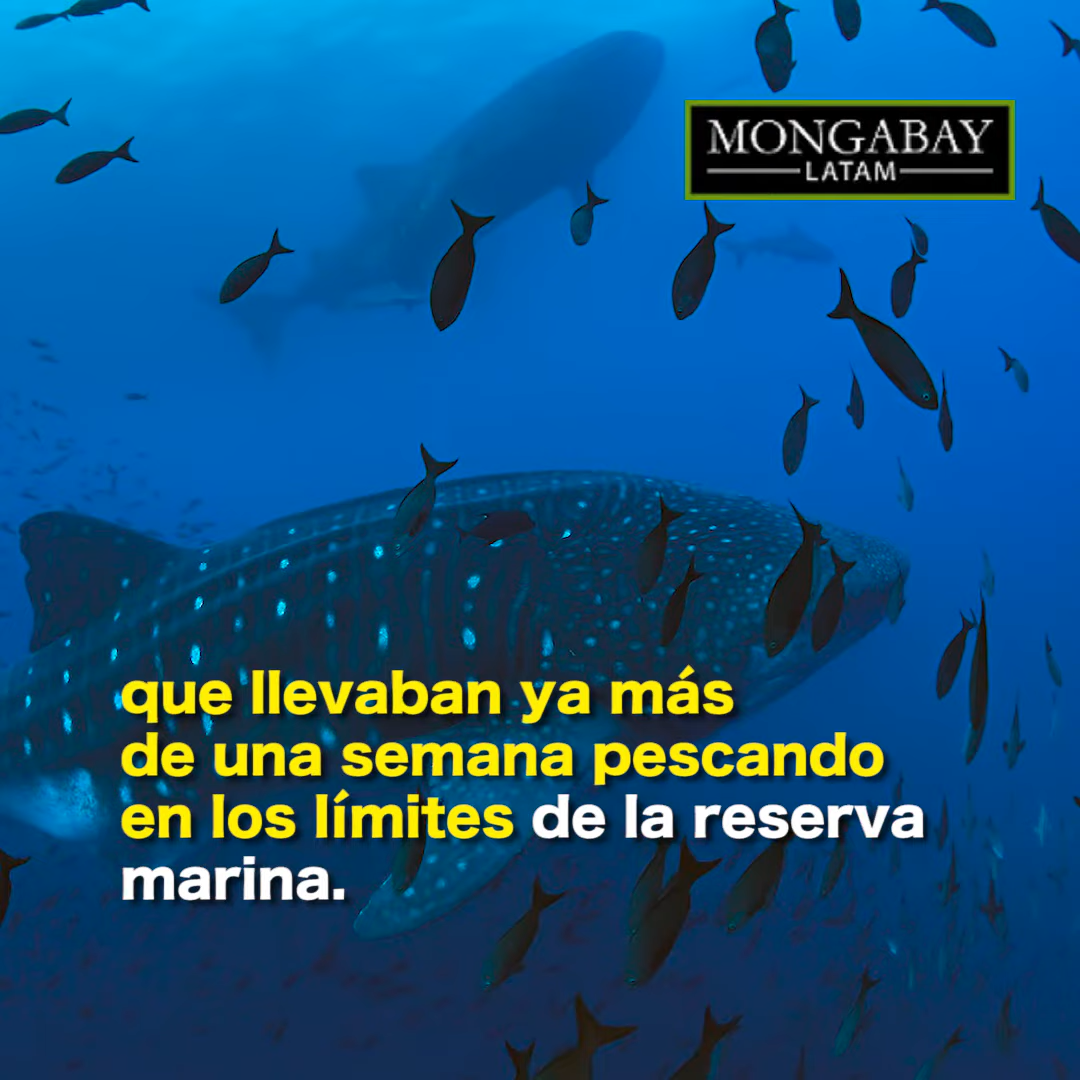 MONGABAY
LATAM
que llevaban ya más
de una semana pescando
en los límites de la reserva
marina.